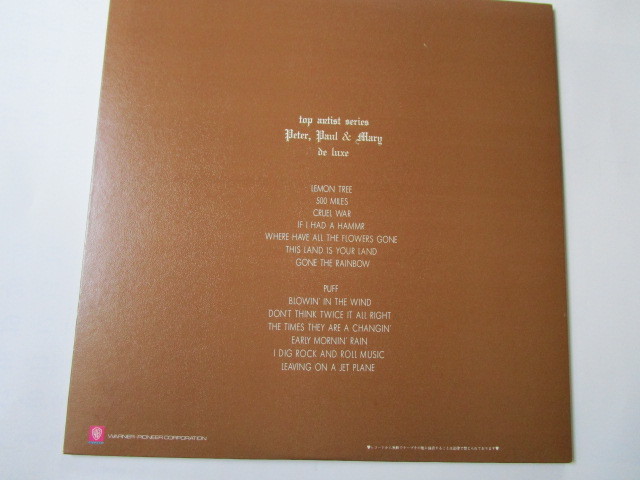 top artist series
Peter, Paul & Mary
de luxe
LEMON TREE
500 MILES
CRUEL WAR
IF I HAD A HAMMR
WHERE HAVE ALL THE FLOWERS GONE
THIS LAND IS YOUR LAND
GONE THE RAINBOW
PUFF
BLOWIN' IN THE WIND
DON'T THINK TWICE IT ALL RIGHT
THE TIMES THEY ARE A CHANGIN'
EARLY MORNIN' RAIN
I DIG ROCK AND ROLL MUSIC
LEAVING ON A JET PLANE
WARNER-PIONEER CORPORATION